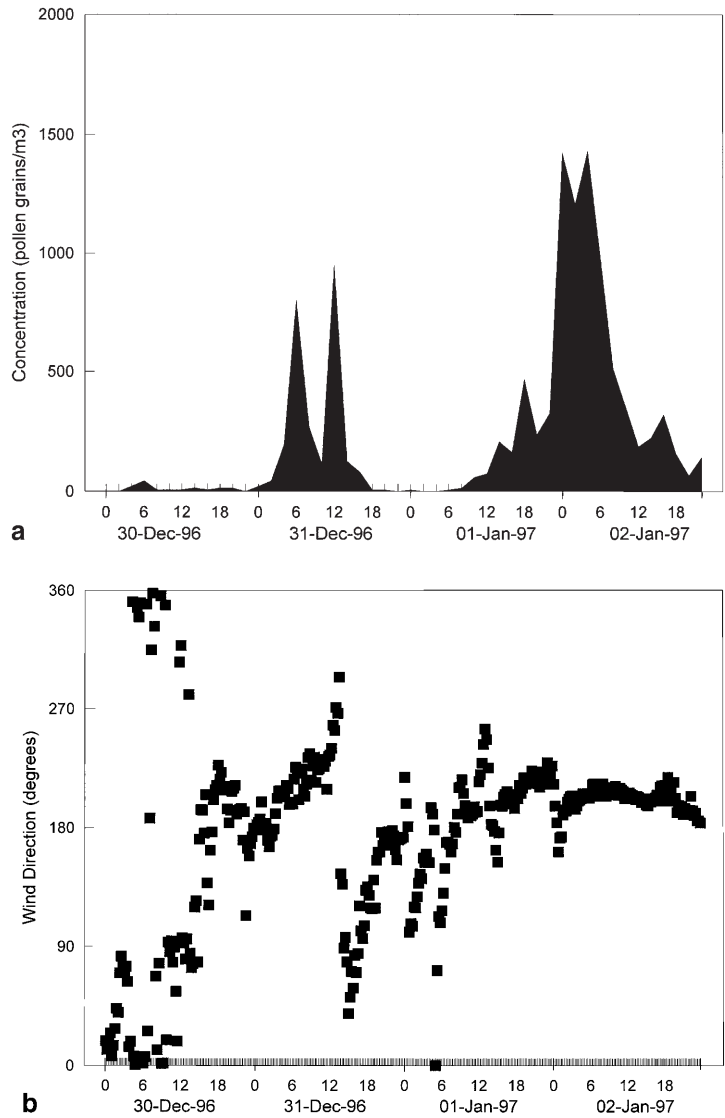 2000
1500
1000
500
0
Concentration (pollen grains/m3)
0 6 12 18 0 6 12 18 0 6 12 18 0 6 12 18
30-Dec-96 31-Dec-96 01-Jan-97 02-Jan-97
a
360
270
180
90
0
Wind Direction (degrees)
0 6 12 18 0 6 12 18 0 6 12 18 0 6 12 18
30-Dec-96 31-Dec-96 01-Jan-97 02-Jan-97
b